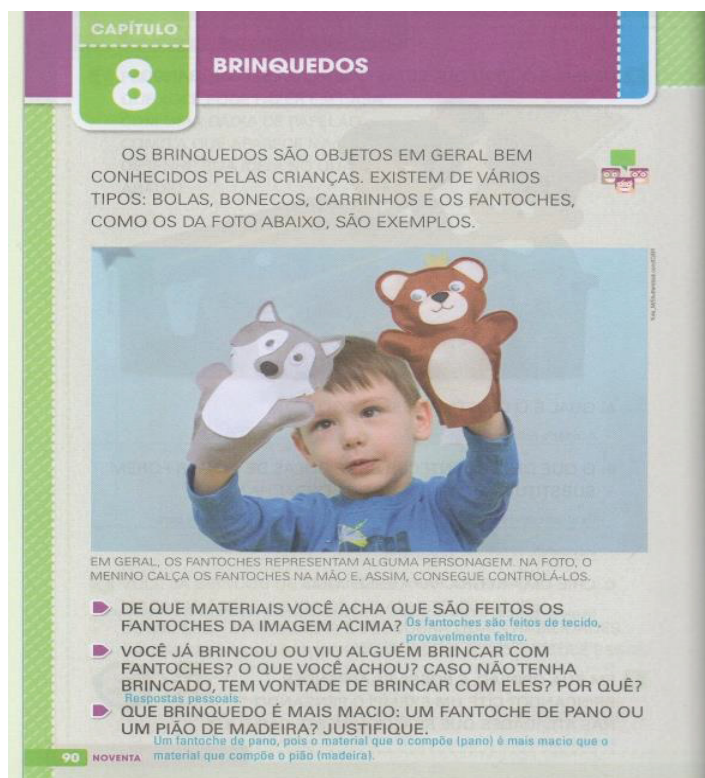 CAPÍTULO
8
BRINQUEDOS
OS BRINQUEDOS SÃO OBJETOS EM GERAL BEM
CONHECIDOS PELAS CRIANÇAS. EXISTEM DE VÁRIOS
TIPOS: BOLAS, BONECOS, CARRINHOS E OS FANTOCHES,
COMO OS DA FOTO ABAIXO, SÃO EXEMPLOS.
EM GERAL, OS FANTOCHES REPRESENTAM ALGUMA PERSONAGEM. NA FOTO, O
MENINO CALÇA OS FANTOCHES NA MÃO E, ASSIM, CONSEGUE CONTROLÁ-LOS.
DE QUE MATERIAIS VOCÊ ACHA QUE SÃO FEITOS OS
FANTOCHES DA IMAGEM ACIMA? Os fantoches são feitos de tecido,
provavelmente feltro.
VOCÊ JÁ BRINCOU OU VIU ALGUÉM BRINCAR COM
FANTOCHES? O QUE VOCÊ ACHOU? CASO NÃO TENHA
BRINCADO, TEM VONTADE DE BRINCAR COM ELES? POR QUÊ?
Respostas pessoais.
QUE BRINQUEDO É MAIS MACIO: UM FANTOCHE DE PANO OU
UM PIÃO DE MADEIRA? JUSTIFIQUE.
Um fantoche de pano, pois o material que o compõe (pano) é mais macio que o
material que compõe o pião (madeira).
90 NOVENTA